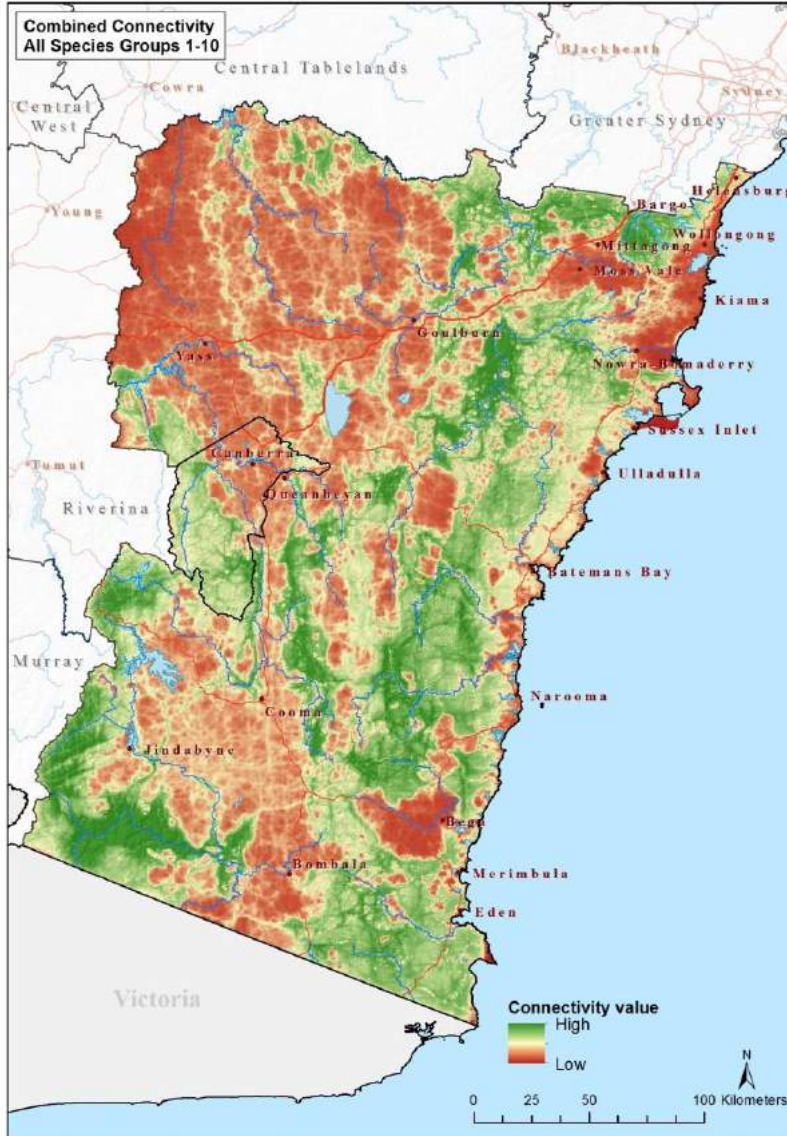 Combined Connectivity
All Species Groups 1-10
Blackheath
Central Tablelands
Cowra
Sydney
Central
West
Greater Sydney
Helensburg
Bargo
Young
Wollongong
Mittagong
Moss Vale
Kiama
Goulburn
Yass
Nowra-Bomaderry
Sussex Inlet
Canberra
Tumut
Ulladulla
Queanbeyan
Riverina
Batemans Bay
Murray
Narooma
Cooma
Jindabyne
Bega
Bombala
Merimbula
Eden
Victoria
Connectivity value
High
Low
N
0 25 50 100 Kilometers